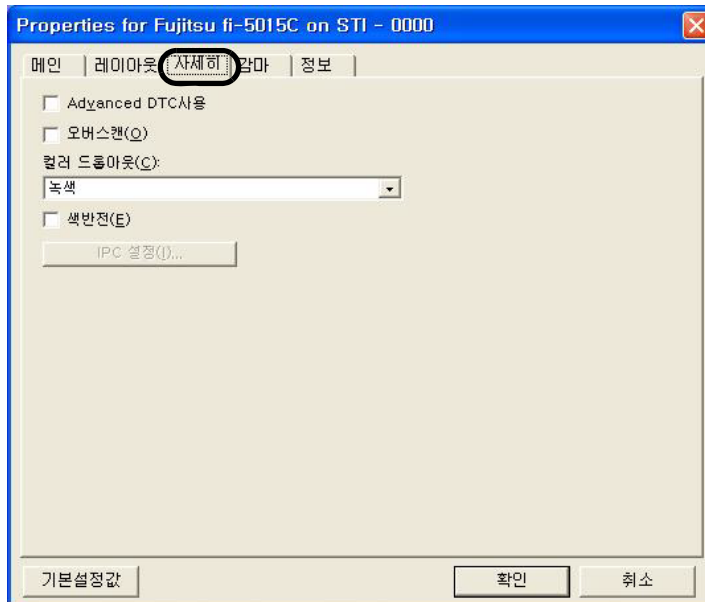 Properties for Fujitsu fi-5015C on STI - 0000
메인 레이아웃 자세히 감마 정보
Advanced DTC사용
오버스캔(O)
컬러 드롭아웃(C):
녹색
색반전(E)
IPC 설정(I)...
기본설정값 확인 취소